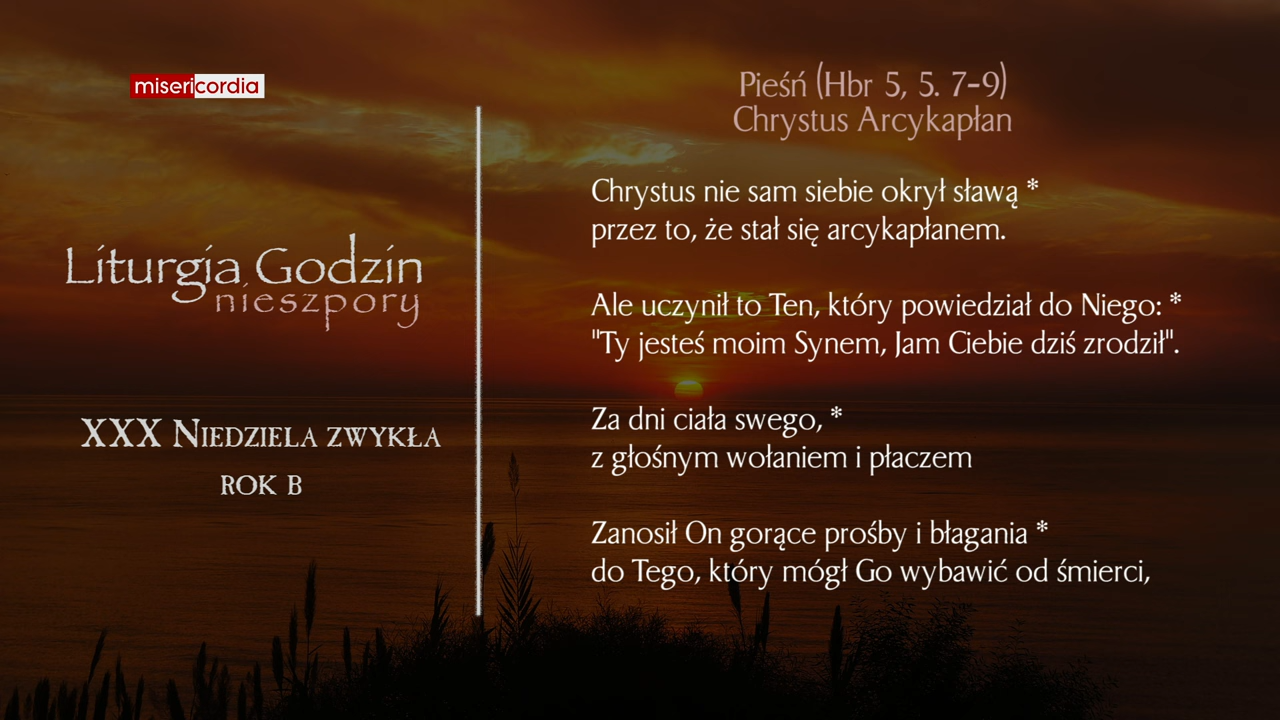 misericordia
Liturgia Godzin
nieszpory
XXX Niedziela zwykła
rok B
Pieśń (Hbr 5, 5. 7-9)
Chrystus Arcykapłan
Chrystus nie sam siebie okrył sławą *
przez to, że stał się arcykapłanem.
Ale uczynił to Ten, który powiedział do Niego: *
"Ty jesteś moim Synem, Jam Ciebie dziś zrodził".
Za dni ciała swego, *
z głośnym wołaniem i płaczem
Zanosił On gorące prośby i błagania *
do Tego, który mógł Go wybawić od śmierci,